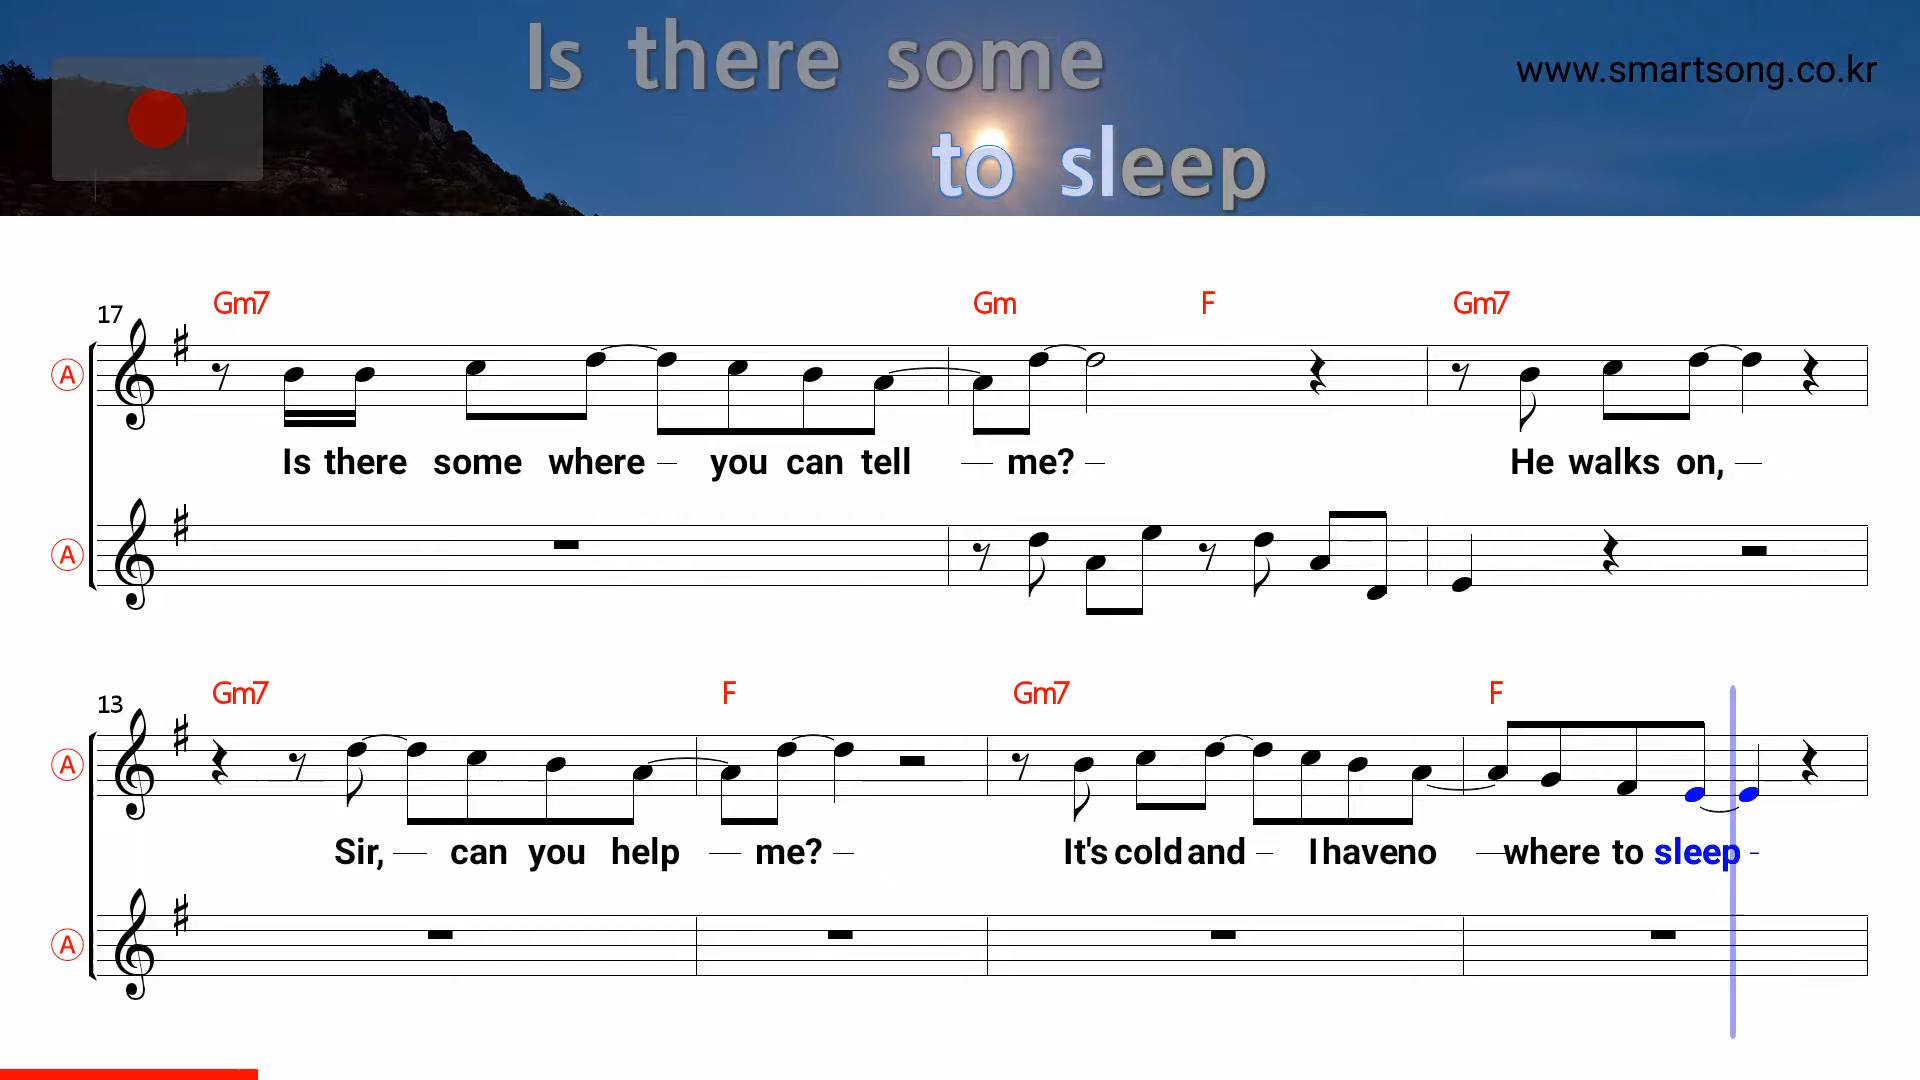 Is there some
www.smartsong.co.kr
to sleep
17 Gm7 Gm F Gm7
A
Is there some where – you can tell – me? – He walks on, –
A
13 Gm7 F Gm7 F
A
Sir, – can you help – me? – It's cold and – I have no – where to sleep -
A